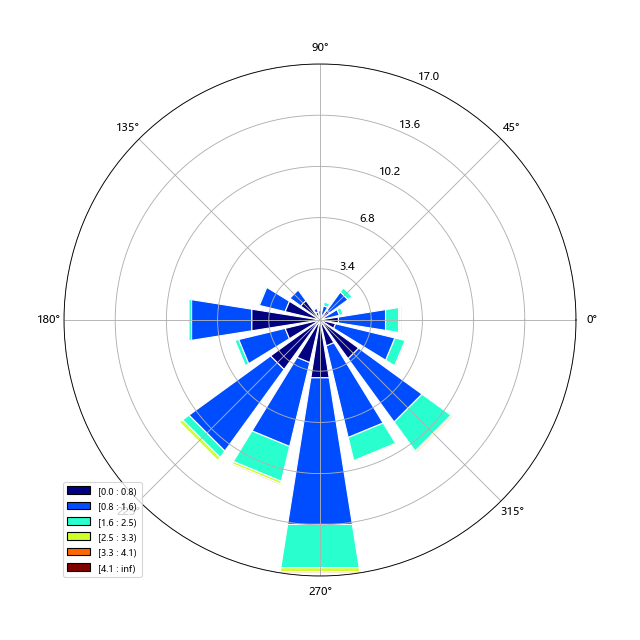 90°
17.0
135°
13.6
45°
10.2
6.8
3.4
180°
0°
[0.0 : 0.8)
[0.8 : 1.6)
225°
315°
[1.6 : 2.5)
[2.5 : 3.3)
[3.3 : 4.1)
[4.1 : inf)
270°